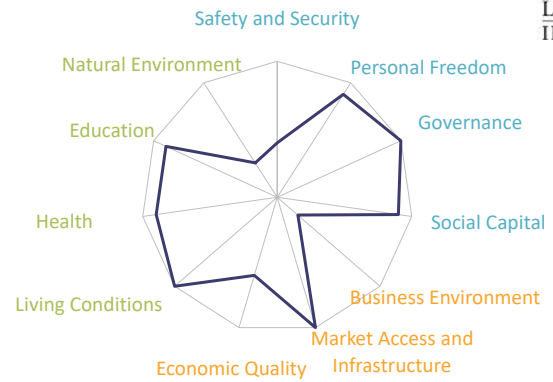 Safety and Security
Natural Environment
Personal Freedom
Education
Governance
Health
Social Capital
Business Environment
Living Conditions
Market Access and
Infrastructure
Economic Quality